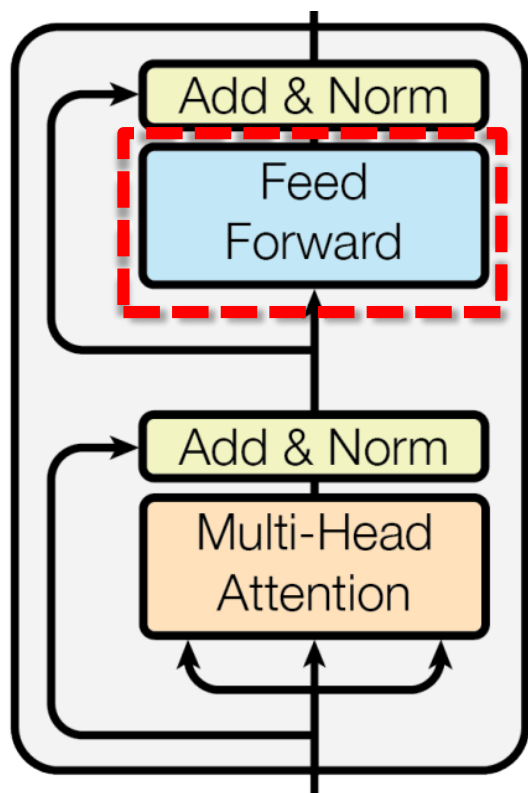 Add & Norm
Feed
Forward
Add & Norm
Multi-Head
Attention